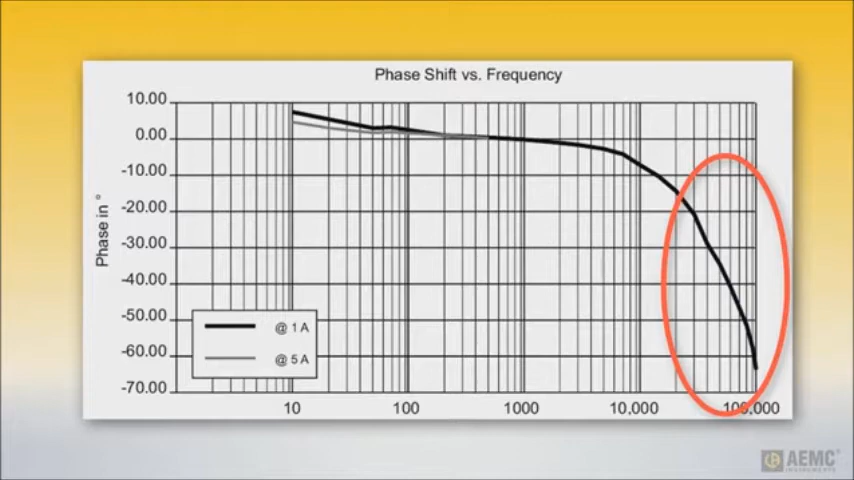 Phase Shift vs. Frequency
10.00
0.00
-10.00
-20.00
-30.00
-40.00
-50.00
-60.00
-70.00
Phase in °
@ 1 A
@ 5 A
10
100
1000
10,000
100,000
AEMC®
INSTRUMENTS